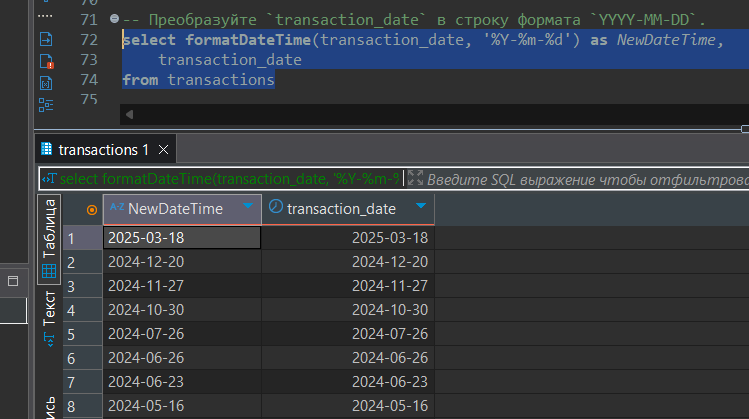 70
71 -- Преобразуйте `transaction_date` в строку формата `YYYY-MM-DD`.
72 select formatDateTime(transaction_date, '%Y-%m-%d') as NewDateTime,
73 transaction_date
74 from transactions
75
transactions 1
select formatDateTime(transaction_date, '%Y-%m-% Введите SQL выражение чтобы отфильтрова
Таблица
Текст
NewDateTime transaction_date
1 2025-03-18 2025-03-18
2 2024-12-20 2024-12-20
3 2024-11-27 2024-11-27
4 2024-10-30 2024-10-30
5 2024-07-26 2024-07-26
6 2024-06-26 2024-06-26
7 2024-06-23 2024-06-23
8 2024-05-16 2024-05-16